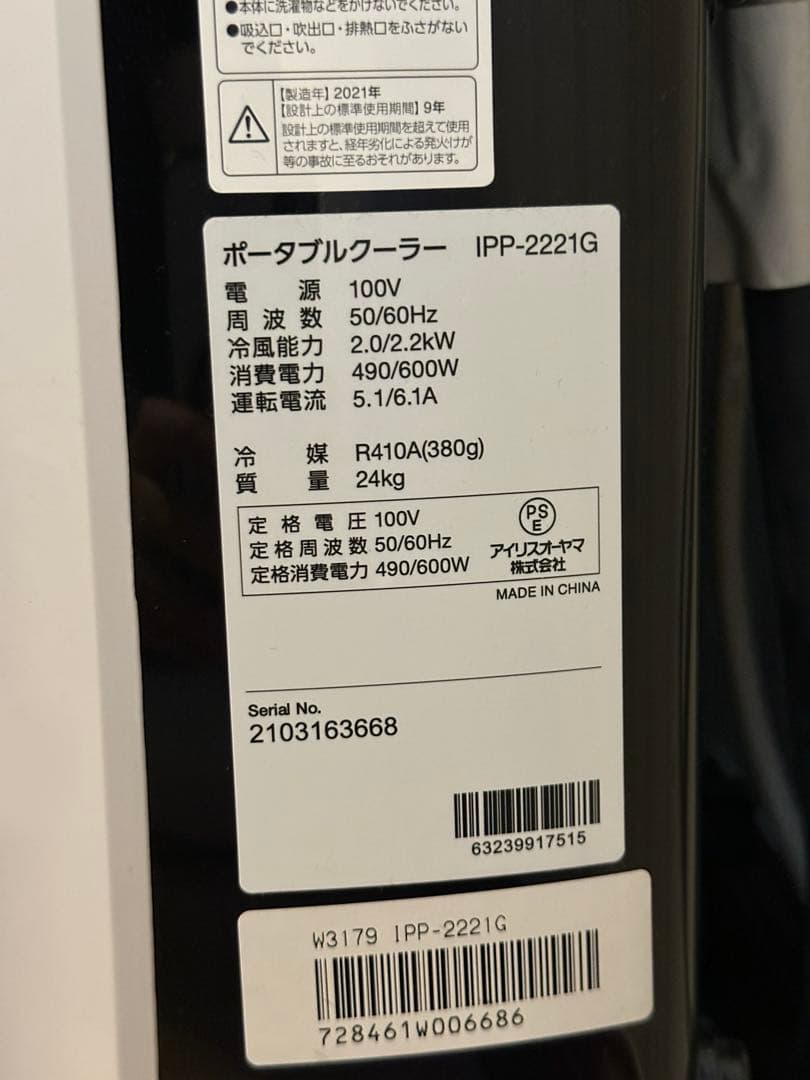 ●本体に洗濯物などをかけないでください。
●吸込口・吹出口・排熱口をふさがない
でください。
【製造年】2021年
【設計上の標準使用期間】9年
設計上の標準使用期間を超えて使用
されますと、経年劣化による発火けが
等の事故に至るおそれがあります。
ポータブルクーラー IPP-2221G
電源 100V
周波数 50/60Hz
冷風能力 2.0/2.2kW
消費電力 490/600W
運転電流 5.1/6.1A
冷媒 R410A(380g)
質量 24kg
定格電圧 100V
定格周波数 50/60Hz
定格消費電力 490/600W
PS
E
アイリスオーヤマ
株式会社
MADE IN CHINA
Serial No.
2103163668
63239917515
W3179 IPP-2221G
728461W006686